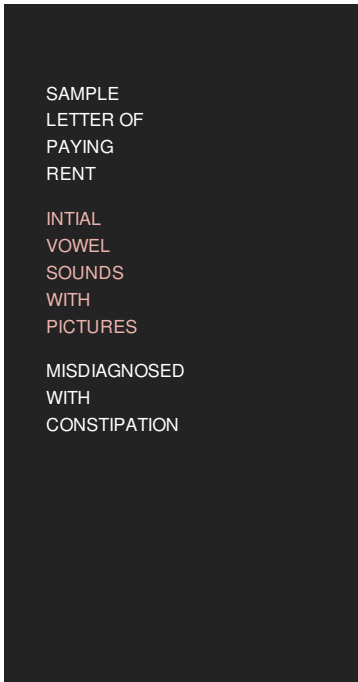 SAMPLE
LETTER OF
PAYING
RENT
INTIAL
VOWEL
SOUNDS
WITH
PICTURES
MISDIAGNOSED
WITH
CONSTIPATION